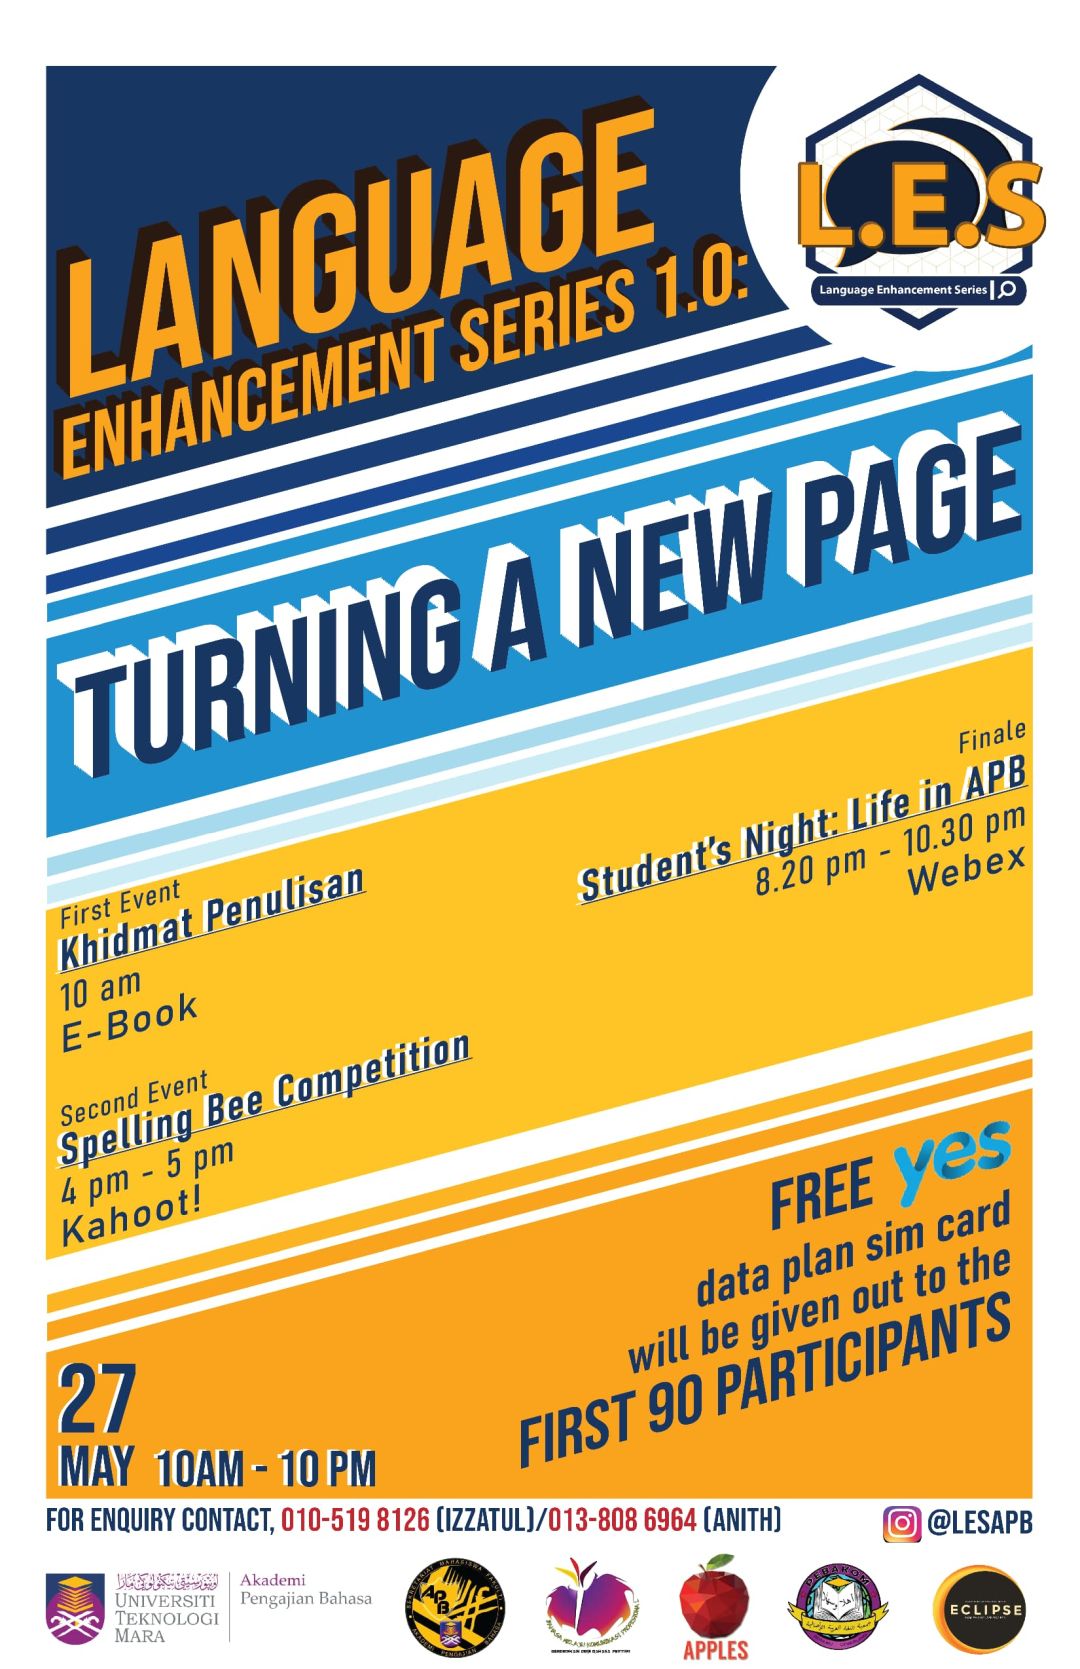 LANGUAGE
ENHANCEMENT SERIES 1.0:
L.E.S
Language Enhancement Series
TURNING A NEW PAGE
First Event
Khidmat Penulisan
10 am
E-Book
Second Event
Spelling Bee Competition
4 pm - 5 pm
Kahoot!
Finale
Student's Night: Life in APB
8.20 pm - 10.30 pm
Webex
FREE yes
data plan sim card
will be given out to the
FIRST 90 PARTICIPANTS
27
MAY 10AM - 10 PM
FOR ENQUIRY CONTACT, 010-519 8126 (IZZATUL)/013-808 6964 (ANITH)
@LESAPB
UNIVERSITI
TEKNOLOGI
MARA
Akademi
Pengajian Bahasa
APB
APPLES
DEBAKOM
ECLIPSE